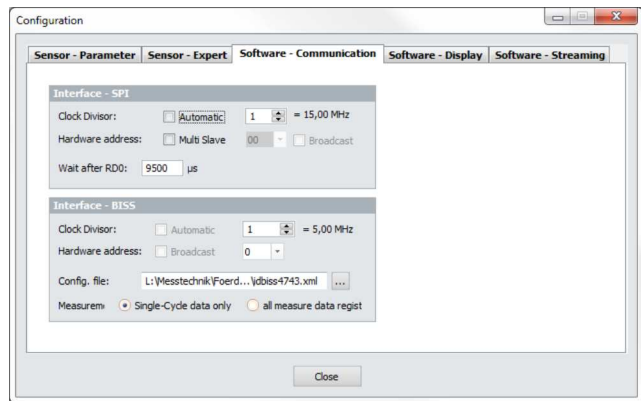 Configuration
Sensor - Parameter Sensor - Expert Software - Communication Software - Display Software - Streaming
Interface - SPI
Clock Divisor: Automatic 1 = 15,00 MHz
Hardware address: Multi Slave 00 Broadcast
Wait after RD0: 9500 µs
Interface - BISS
Clock Divisor: Automatic 1 = 5,00 MHz
Hardware address: Broadcast 0
Config. file: L:\Messtechnik\Foerd...\idbiss4743.xml ...
Measurem Single-Cycle data only all measure data regist
Close